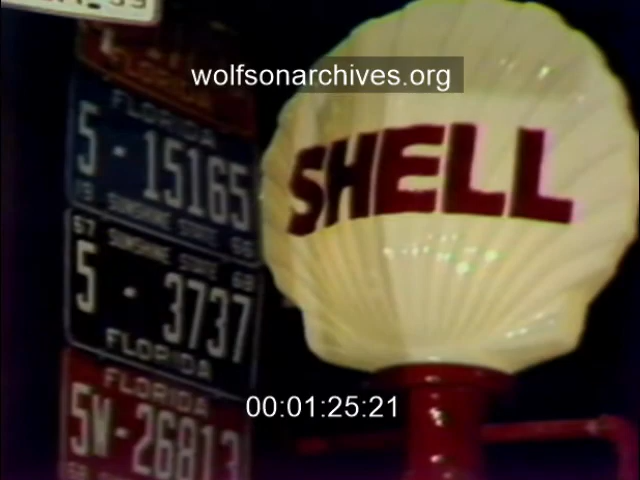 wolfsonarchives.org
FLORIDA
FLORIDA
5-15165
SUNSHINE STATE
67 SUNSHINE STATE 68
5-3737
FLORIDA
FLORIDA
5W-26813
SHELL
00:01:25:21